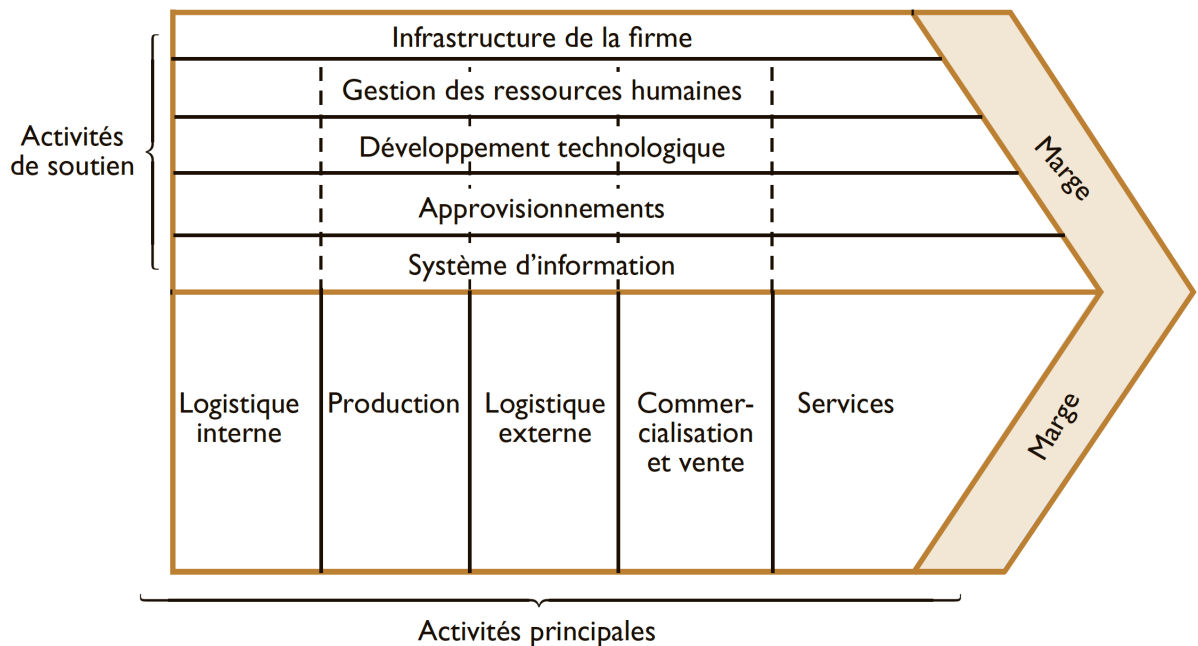 Infrastructure de la firme
Gestion des ressources humaines
Développement technologique
Approvisionnements
Système d’information
Activités
de soutien
Marge
Logistique
interne
Production
Logistique
externe
Commer-
cialisation
et vente
Services
Marge
Activités principales